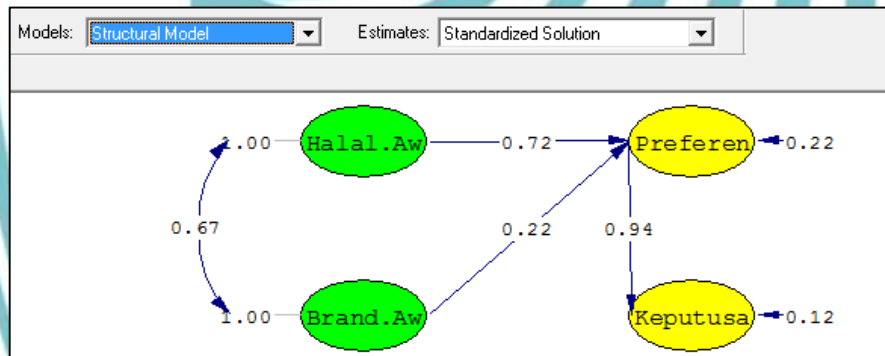 Models: Structural Model Estimates: Standardized Solution
1.00 Halal.Aw 0.72 Preferen 0.22
0.67 0.22 0.94
1.00 Brand.Aw Keputusa 0.12